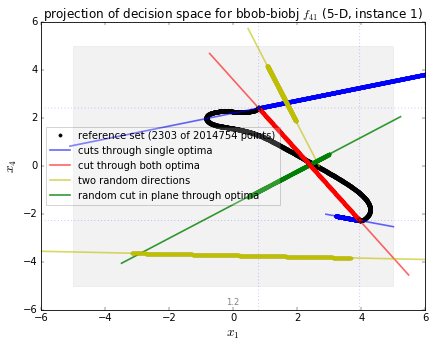 projection of decision space for bbob-biobj f₄₁ (5-D, instance 1)
6
4
2
0
−2
−4
−6
x₄
reference set (2303 of 2014754 points)
cuts through single optima
cut through both optima
two random directions
random cut in plane through optima
1,2
−6 −4 −2 0 2 4 6
x₁